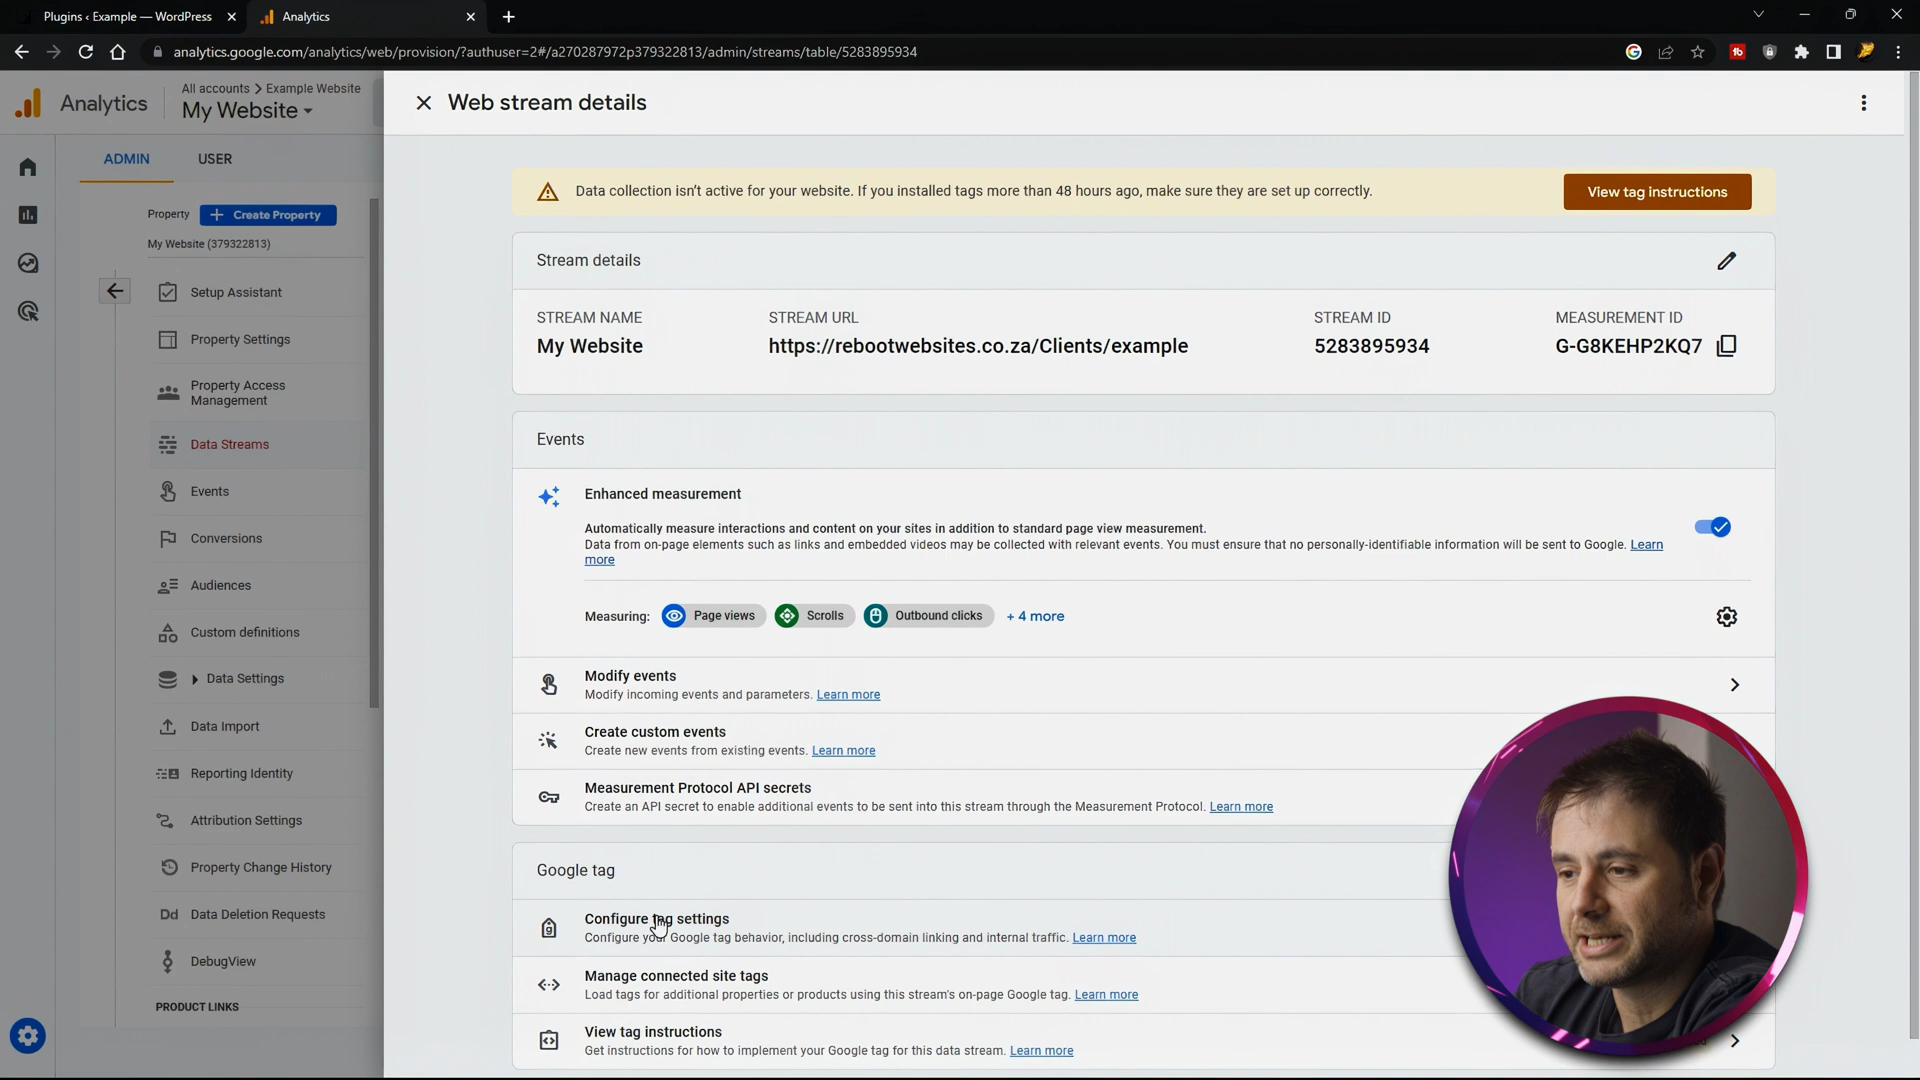 Plugins ‹ Example — WordPress
Analytics
analytics.google.com/analytics/web/provision/?authuser=2#/a270287972p379322813/admin/streams/table/5283895934
Analytics
All accounts > Example Website
My Website
Web stream details
ADMIN
USER
Data collection isn't active for your website. If you installed tags more than 48 hours ago, make sure they are set up correctly.
View tag instructions
Property
Create Property
My Website (379322813)
Setup Assistant
Property Settings
Property Access
Management
Data Streams
Events
Conversions
Audiences
Custom definitions
Data Settings
Data Import
Reporting Identity
Attribution Settings
Property Change History
Dd Data Deletion Requests
DebugView
PRODUCT LINKS
Stream details
STREAM NAME
STREAM URL
STREAM ID
MEASUREMENT ID
My Website
https://rebootwebsites.co.za/Clients/example
5283895934
G-G8KEHP2KQ7
Events
Enhanced measurement
Automatically measure interactions and content on your sites in addition to standard page view measurement.
Data from on-page elements such as links and embedded videos may be collected with relevant events. You must ensure that no personally-identifiable information will be sent to Google. Learn
more
Measuring:
Page views
Scrolls
Outbound clicks
+ 4 more
Modify events
Modify incoming events and parameters. Learn more
Create custom events
Create new events from existing events. Learn more
Measurement Protocol API secrets
Create an API secret to enable additional events to be sent into this stream through the Measurement Protocol. Learn more
Google tag
Configure tag settings
Configure your Google tag behavior, including cross-domain linking and internal traffic. Learn more
Manage connected site tags
Load tags for additional properties or products using this stream's on-page Google tag. Learn more
View tag instructions
Get instructions for how to implement your Google tag for this data stream. Learn more